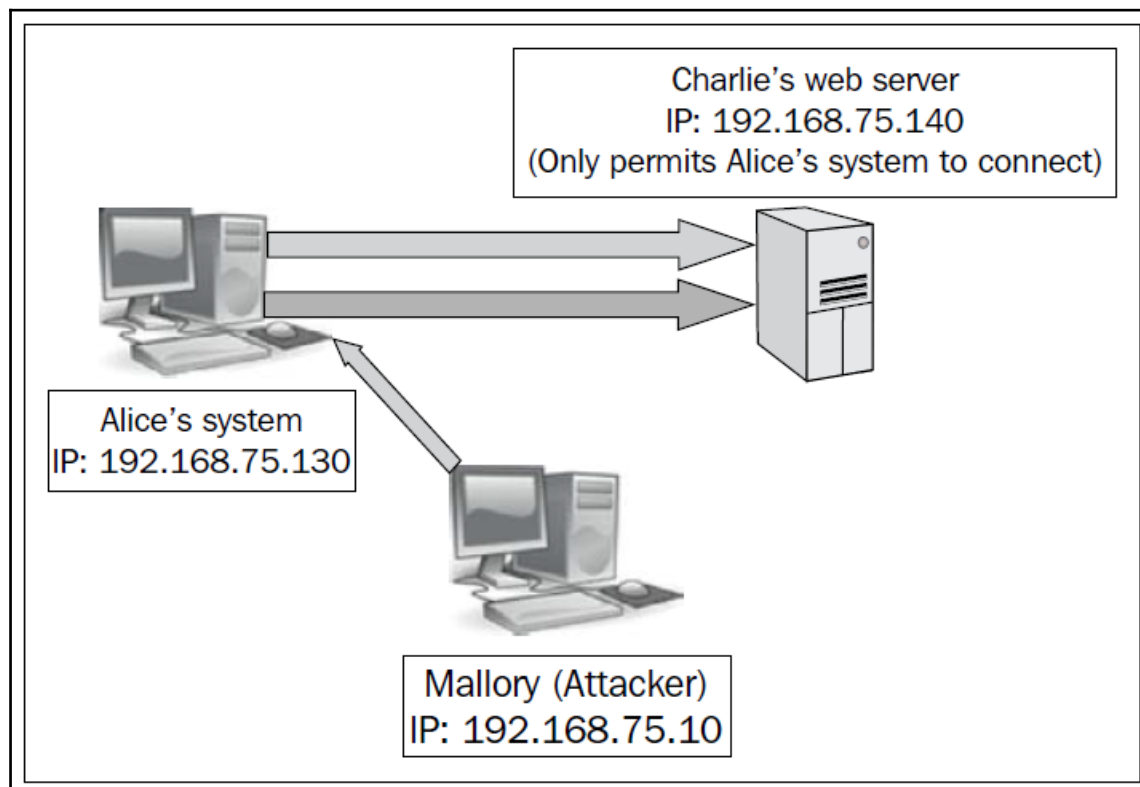 Charlie's web server
IP: 192.168.75.140
(Only permits Alice's system to connect)
Alice's system
IP: 192.168.75.130
Mallory (Attacker)
IP: 192.168.75.10